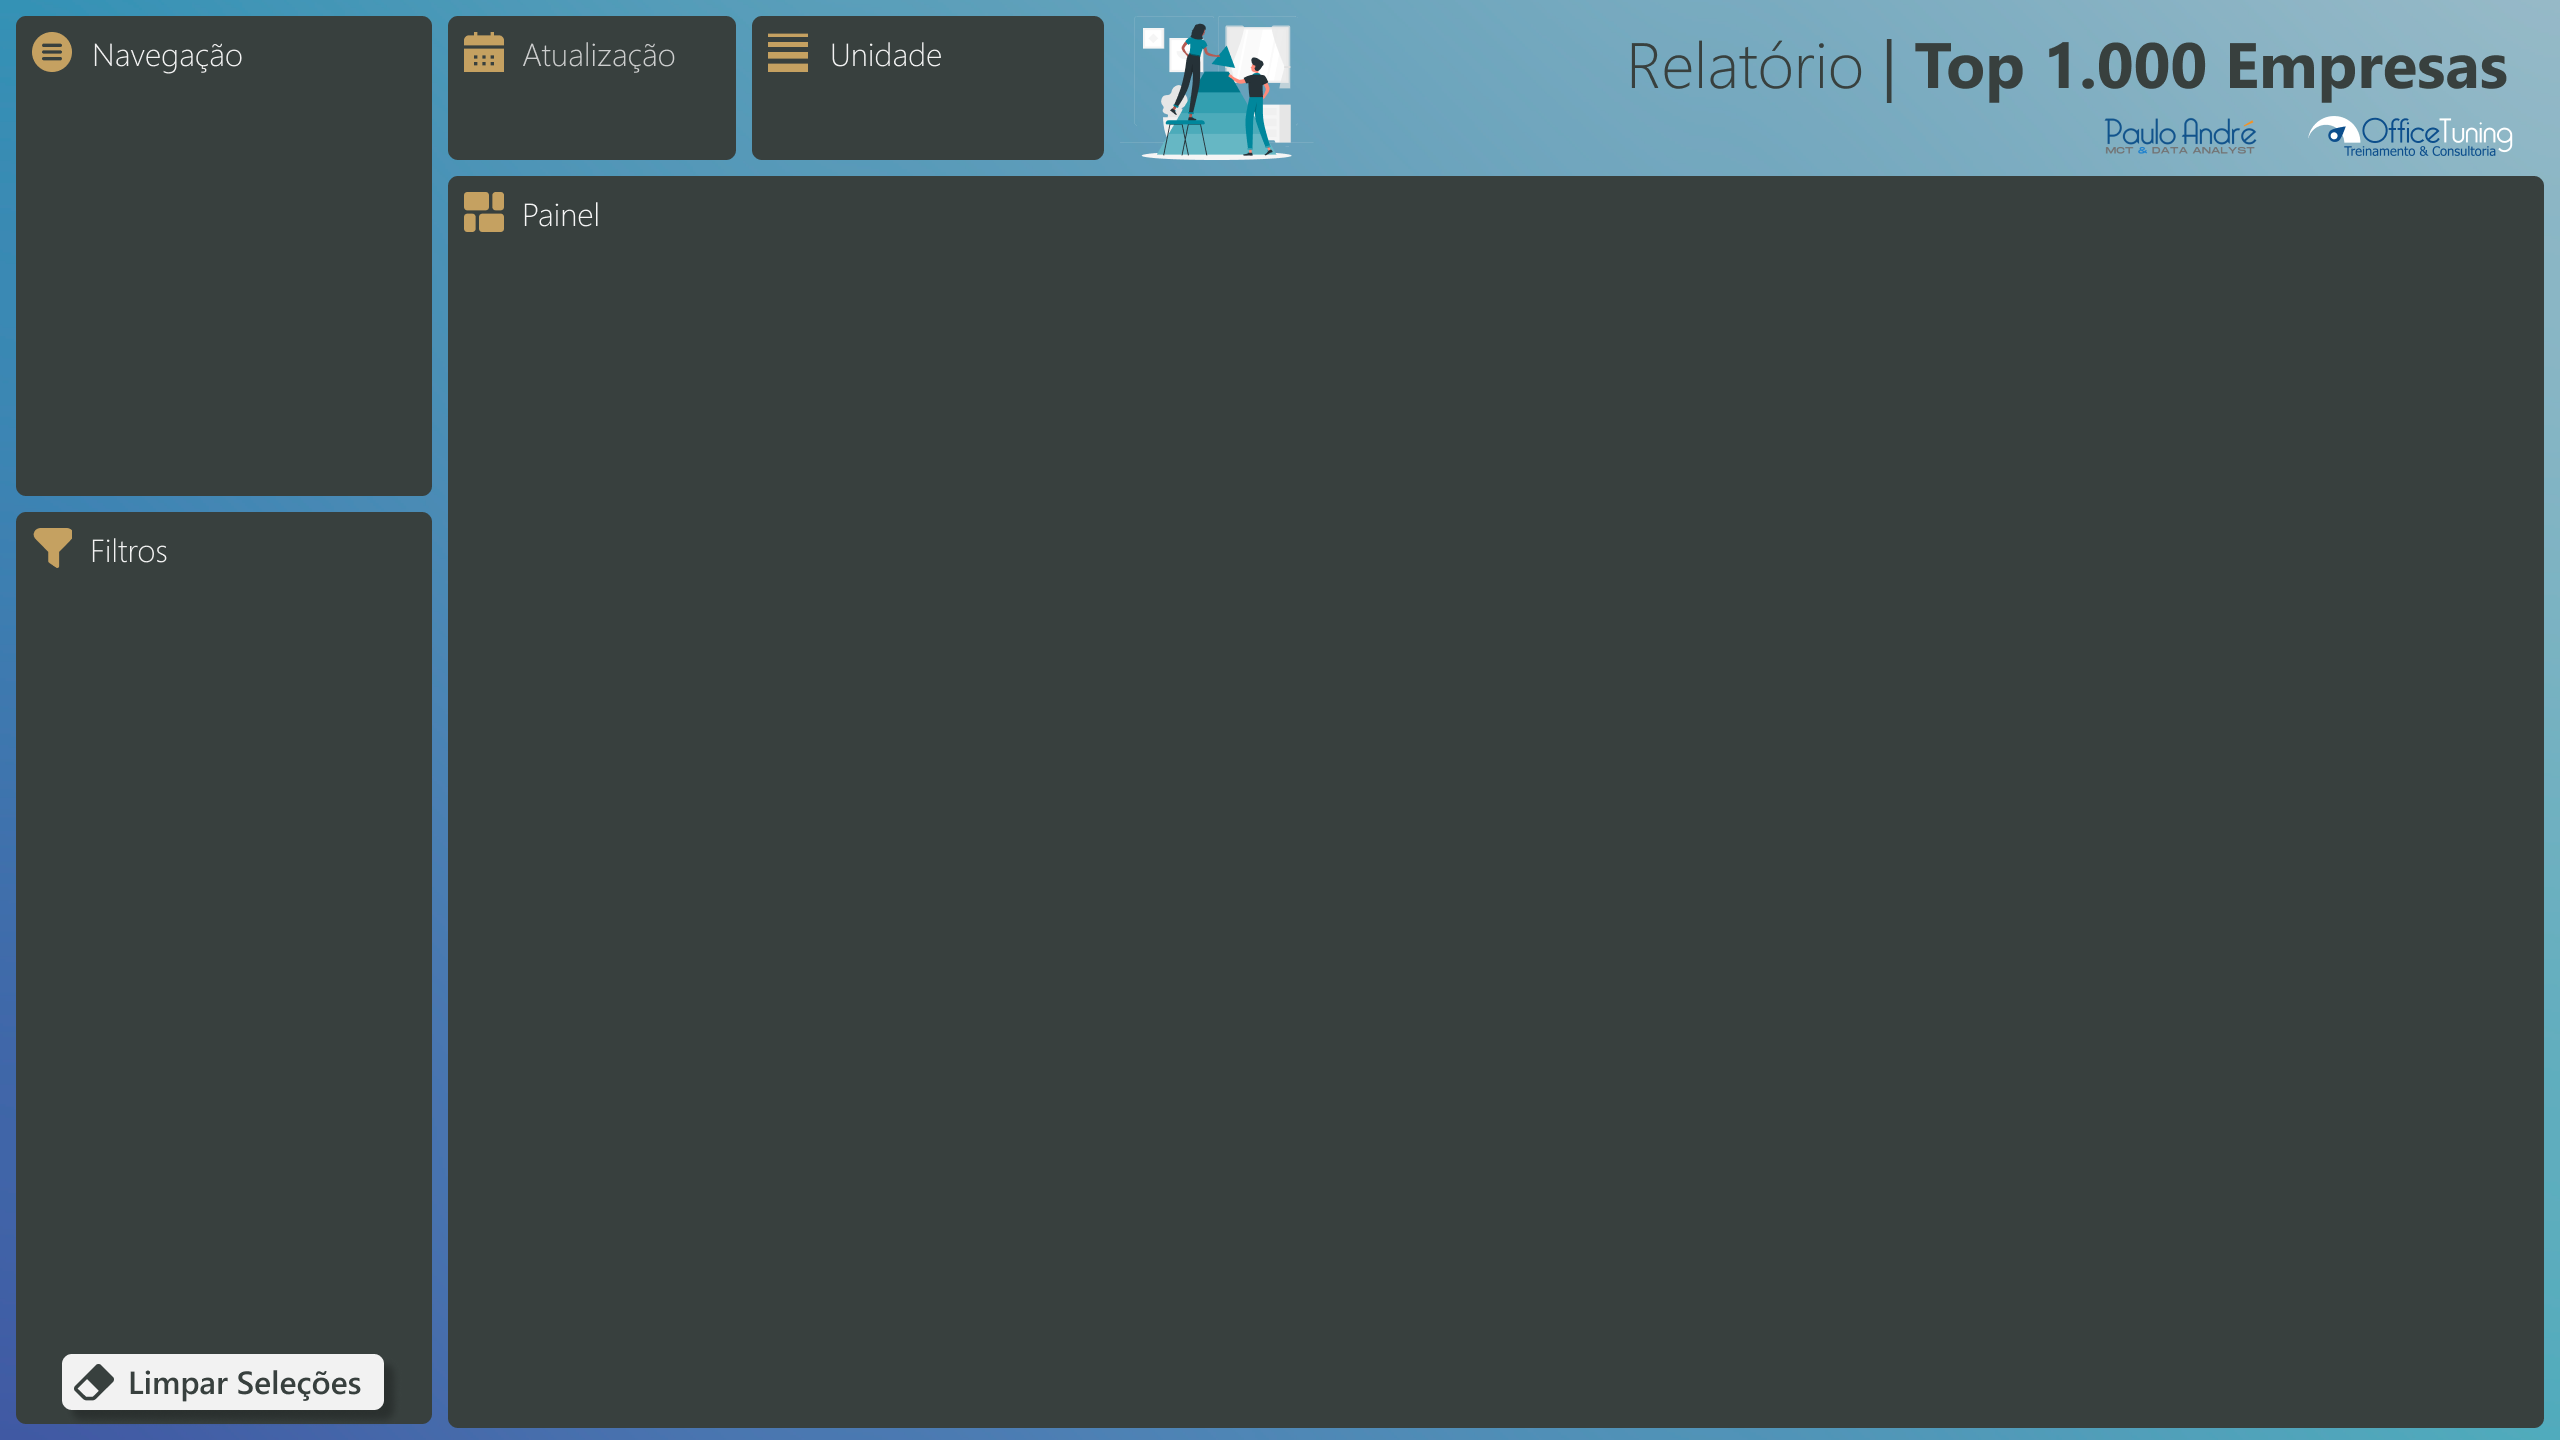 Navegação
Atualização
Unidade
Relatório | Top 1.000 Empresas
Paulo André
MCT & DATA ANALYST
OfficeTuning
Treinamento & Consultoria
Painel
Filtros
Limpar Seleções